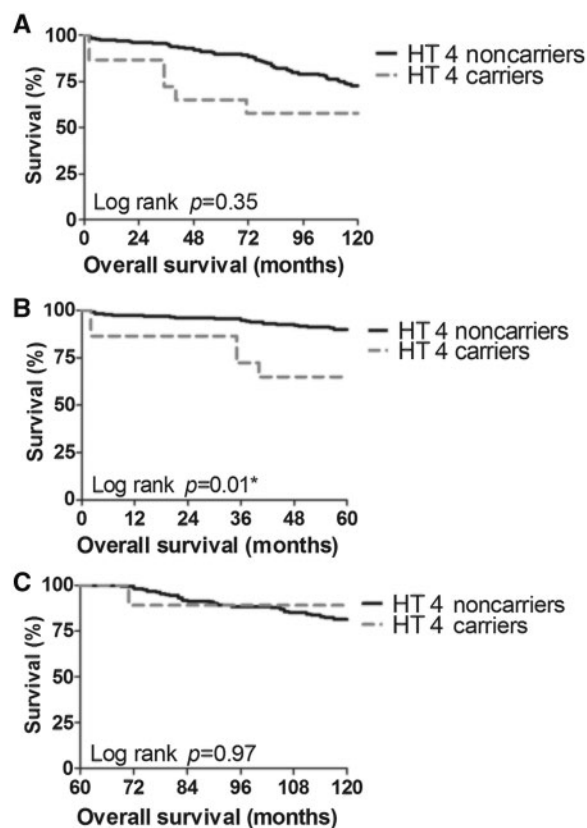 A
100
75
50
25
0
Survival (%)
HT 4 noncarriers
HT 4 carriers
Log rank p=0.35
0 24 48 72 96 120
Overall survival (months)
B
100
75
50
25
0
Survival (%)
HT 4 noncarriers
HT 4 carriers
Log rank p=0.01*
0 12 24 36 48 60
Overall survival (months)
C
100
75
50
25
0
Survival (%)
HT 4 noncarriers
HT 4 carriers
Log rank p=0.97
60 72 84 96 108 120
Overall survival (months)